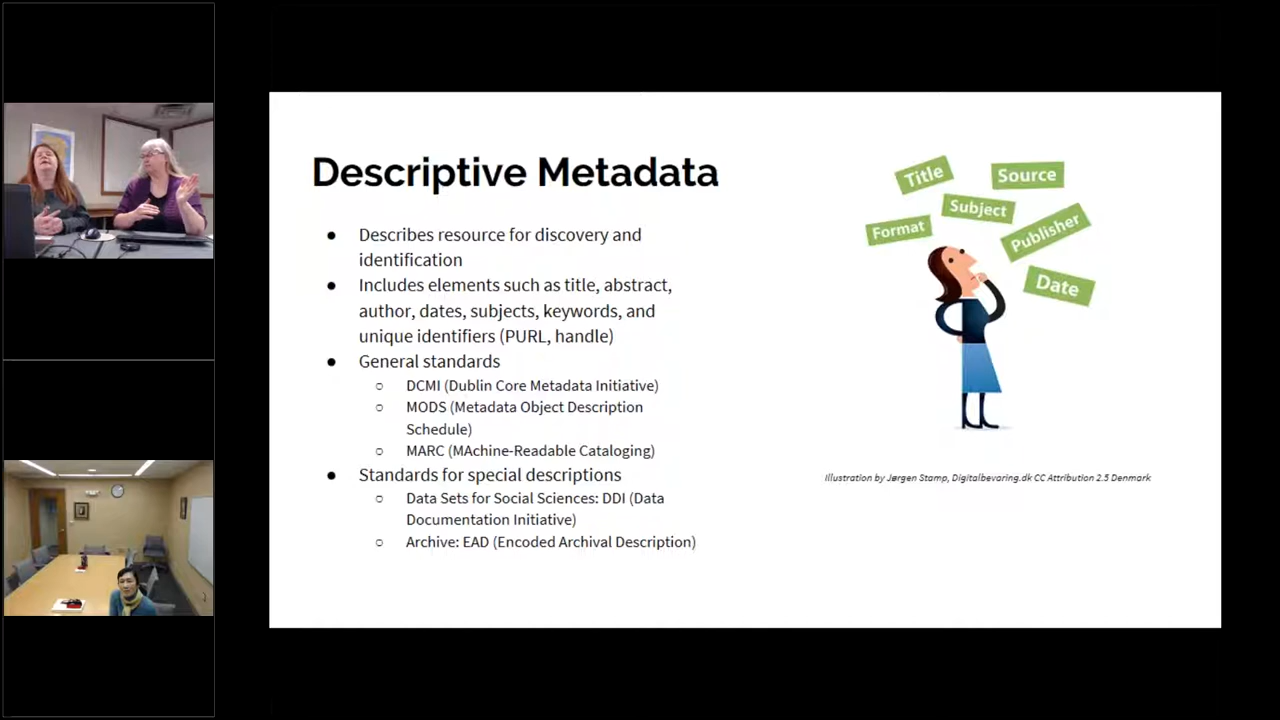 Descriptive Metadata
● Describes resource for discovery and
identification
● Includes elements such as title, abstract,
author, dates, subjects, keywords, and
unique identifiers (PURL, handle)
● General standards
○ DCMI (Dublin Core Metadata Initiative)
○ MODS (Metadata Object Description
Schedule)
○ MARC (MAchine-Readable Cataloging)
● Standards for special descriptions
○ Data Sets for Social Sciences: DDI (Data
Documentation Initiative)
○ Archive: EAD (Encoded Archival Description)
Title
Source
Subject
Format
Publisher
Date
Illustration by Jørgen Stamp, Digitalbevaring.dk CC Attribution 2.5 Denmark